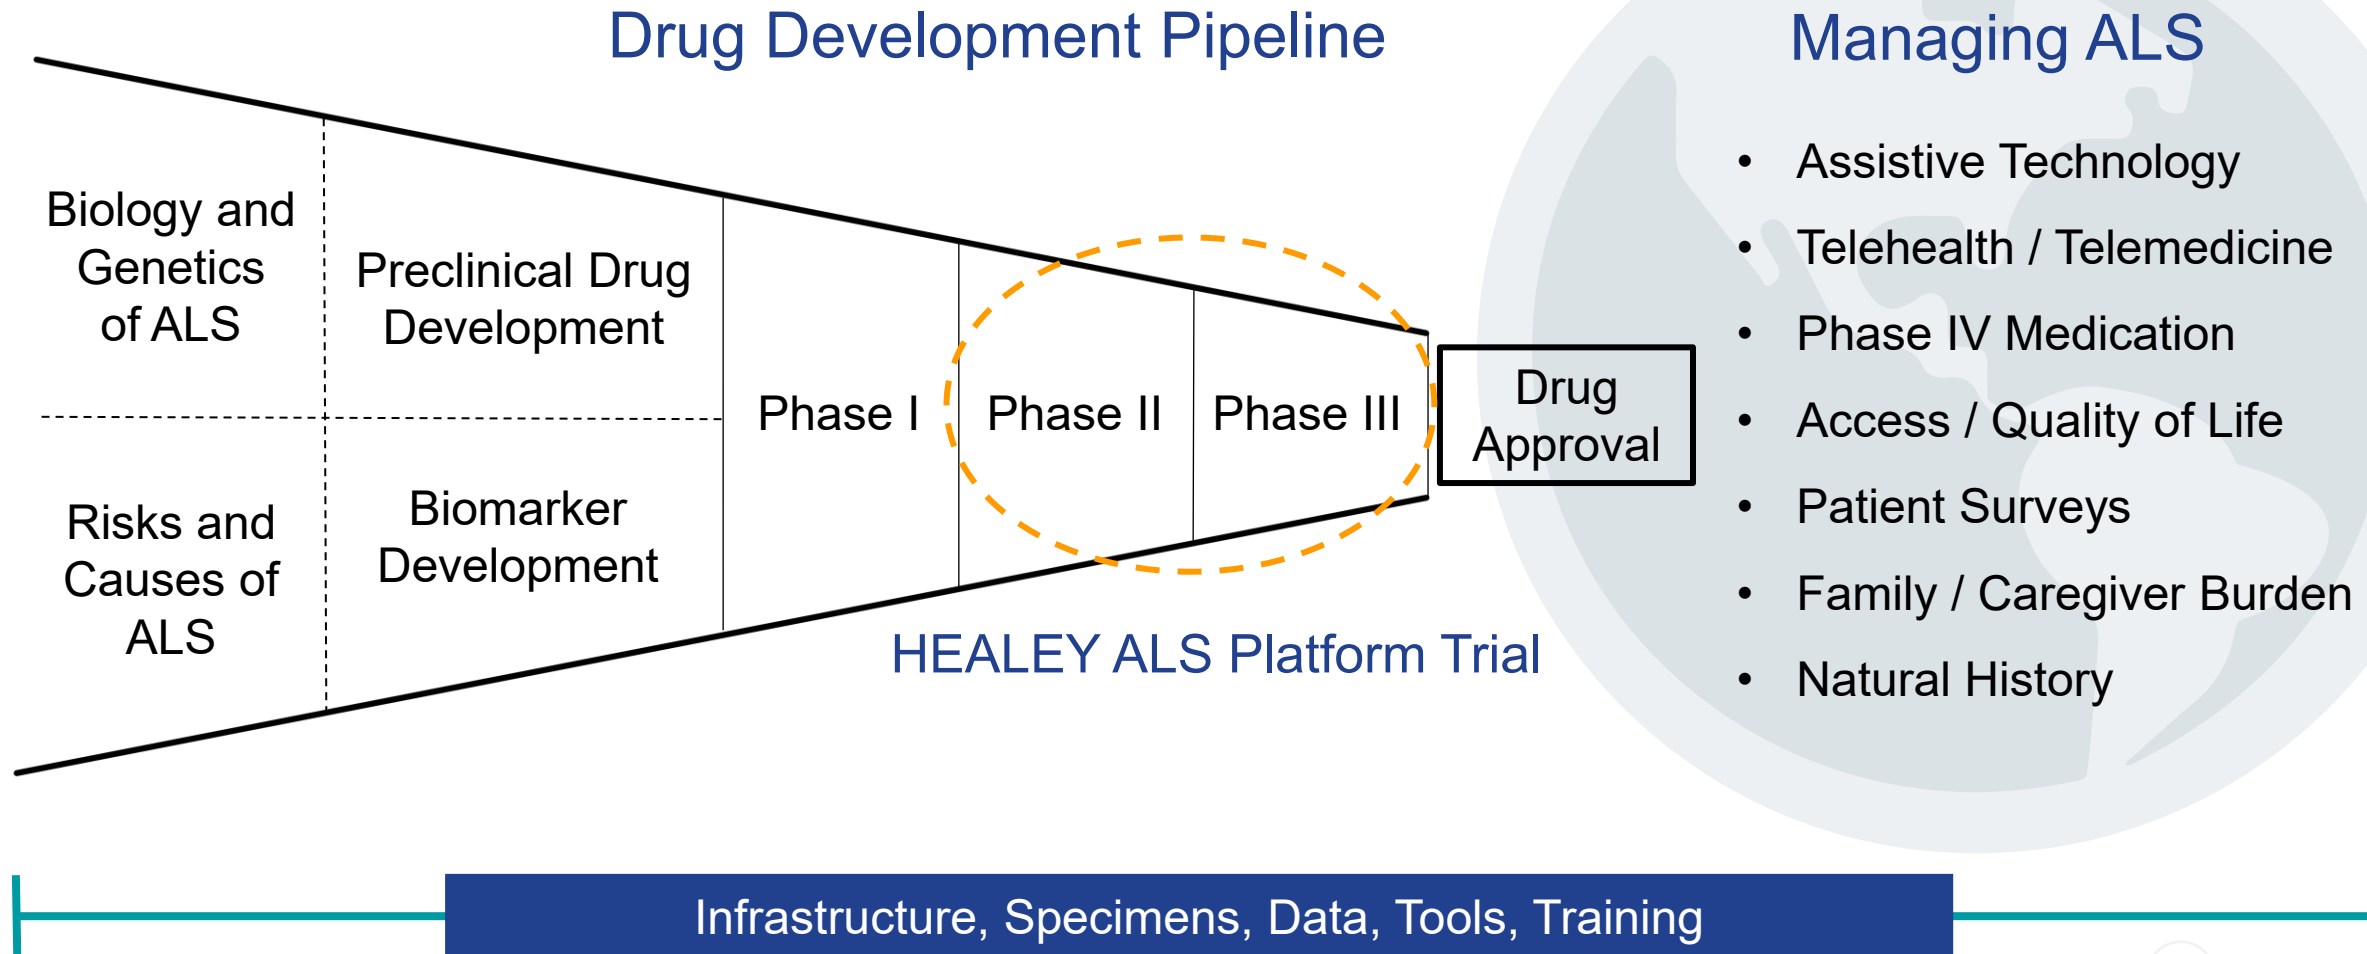 Drug Development Pipeline
Biology and
Genetics
of ALS
Risks and
Causes of
ALS
Preclinical Drug
Development
Biomarker
Development
Phase I
Phase II
Phase III
Drug
Approval
HEALEY ALS Platform Trial
Managing ALS
• Assistive Technology
• Telehealth / Telemedicine
• Phase IV Medication
• Access / Quality of Life
• Patient Surveys
• Family / Caregiver Burden
• Natural History
Infrastructure, Specimens, Data, Tools, Training